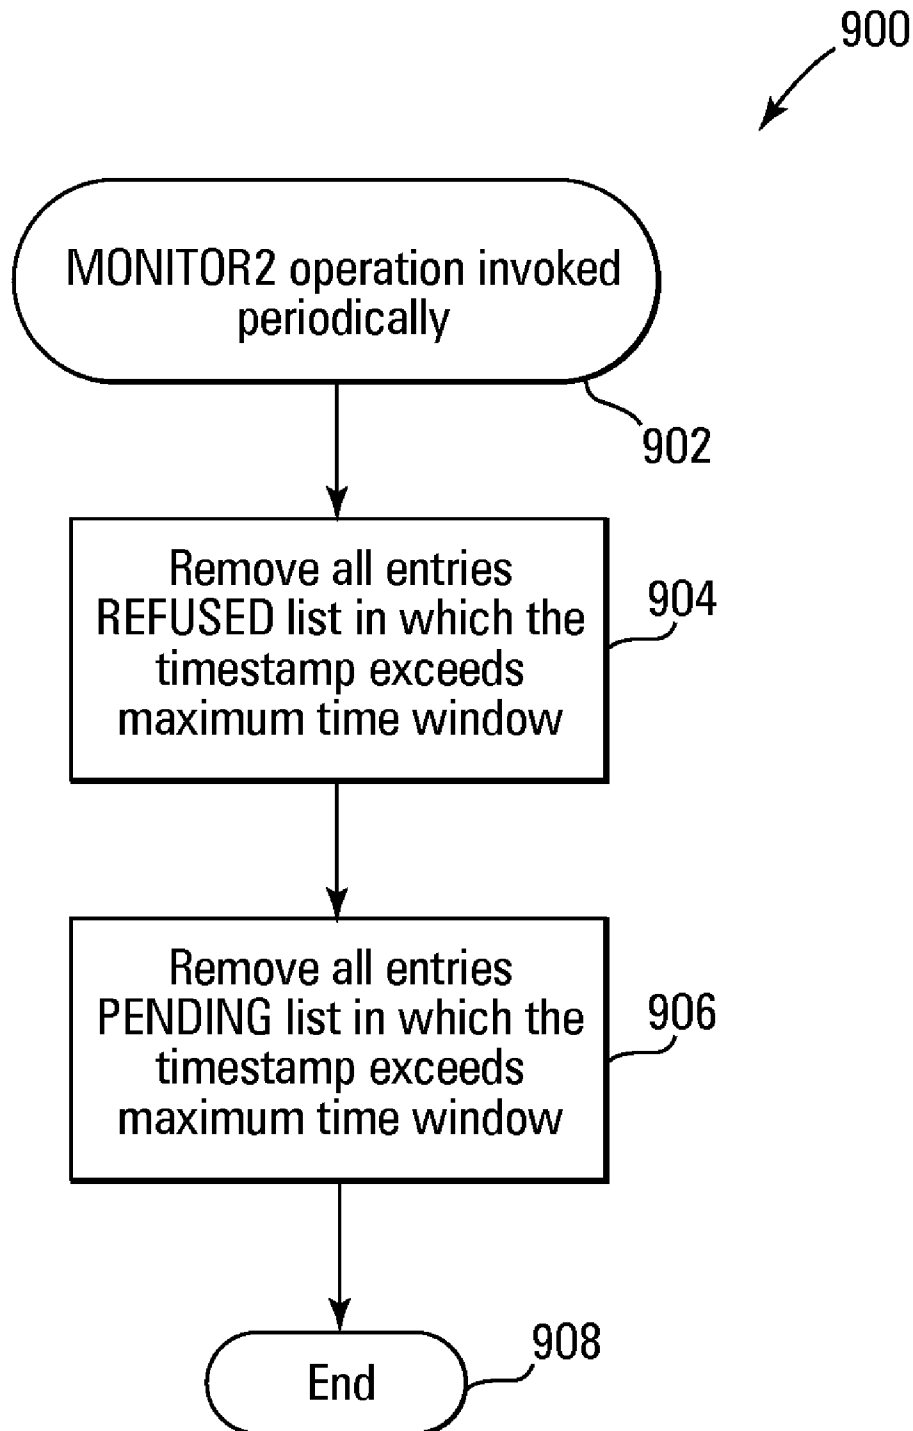 900
MONITOR2 operation invoked
periodically
902
Remove all entries
REFUSED list in which the
timestamp exceeds
maximum time window
904
Remove all entries
PENDING list in which the
timestamp exceeds
maximum time window
906
End
908